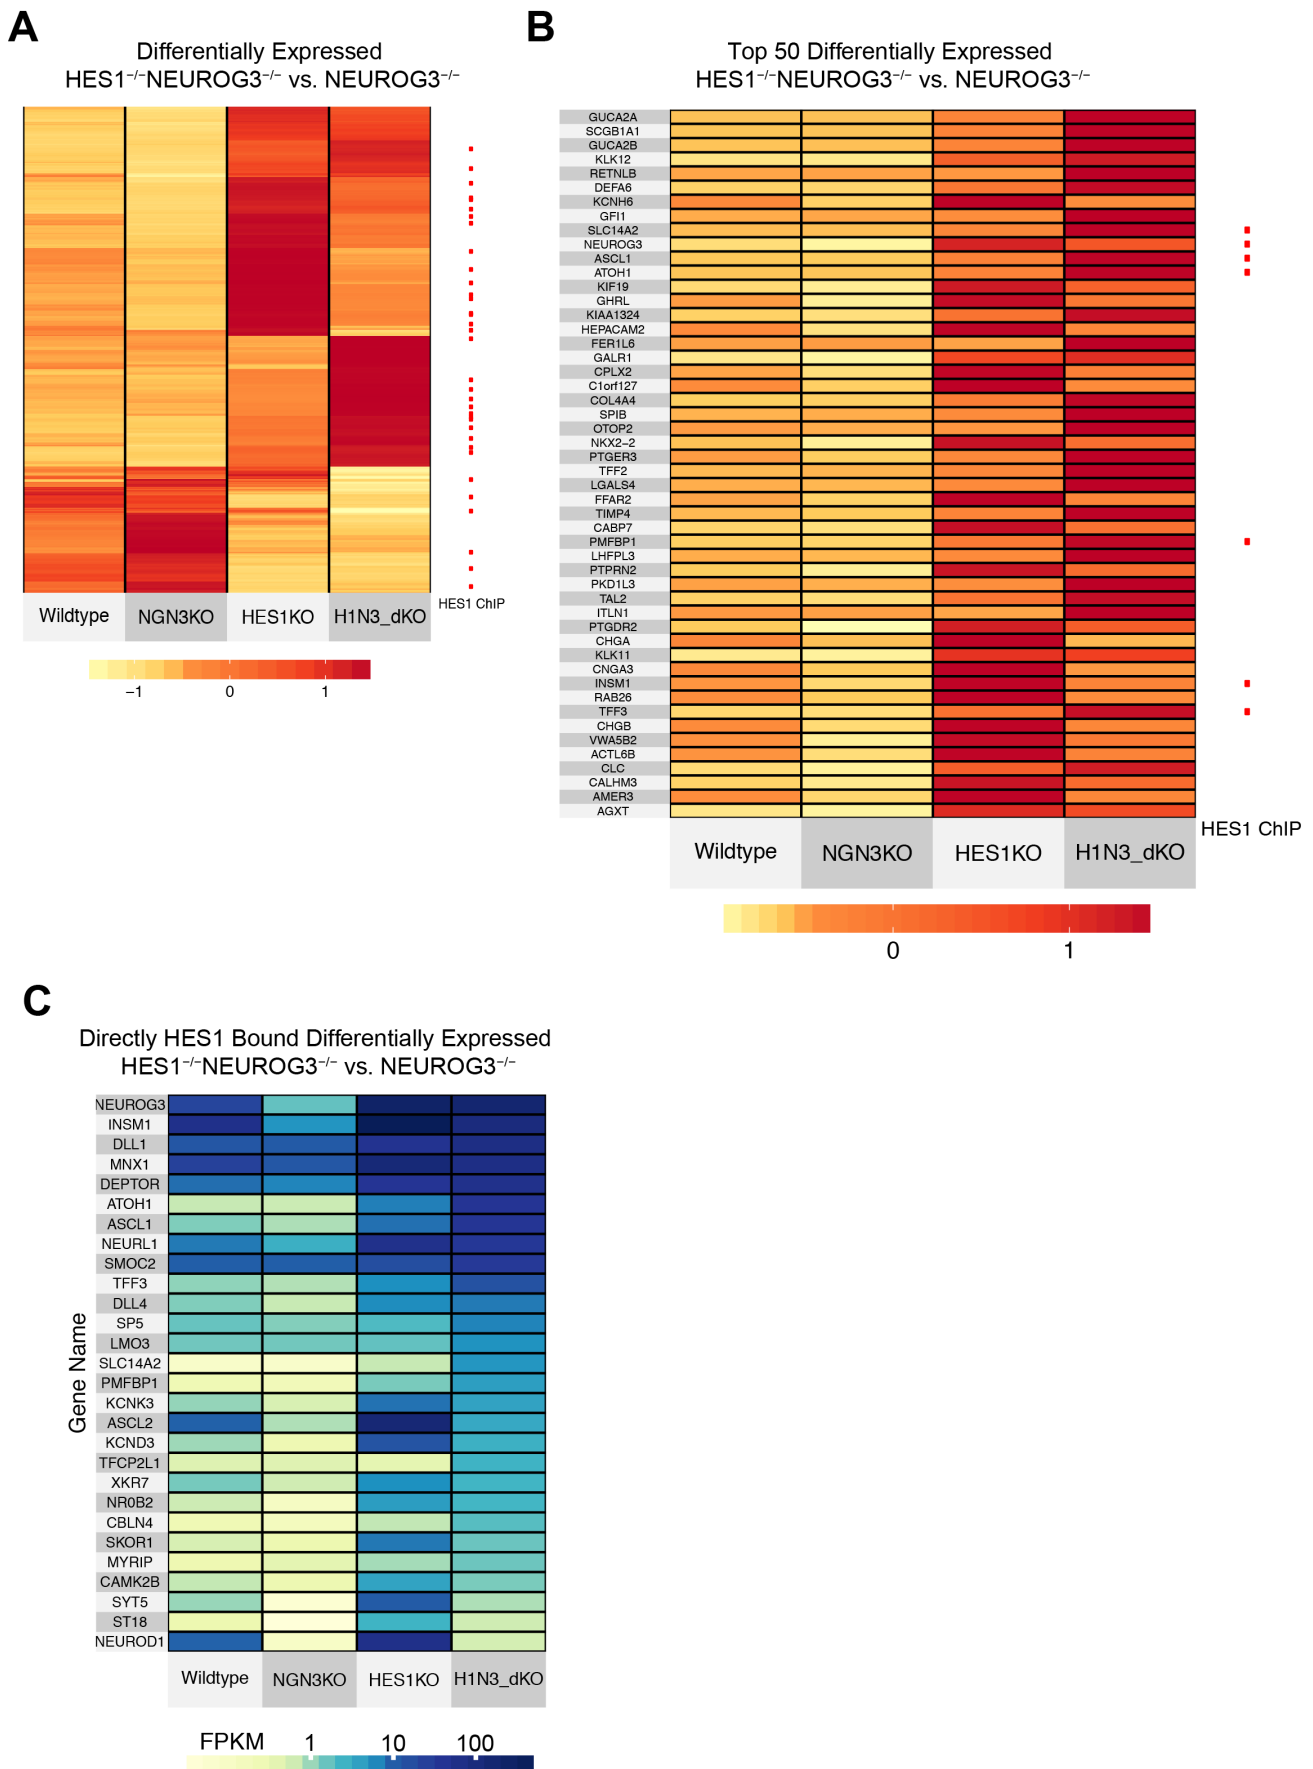 A
Differentially Expressed
HES1⁻/⁻NEUROG3⁻/⁻ vs. NEUROG3⁻/⁻
Wildtype
NGN3KO
HES1KO
H1N3_dKO
HES1 ChIP
−1
0
1
B
Top 50 Differentially Expressed
HES1⁻/⁻NEUROG3⁻/⁻ vs. NEUROG3⁻/⁻
GUCA2A
SCGB1A1
GUCA2B
KLK12
RETNLB
DEFA6
KCNH6
GFI1
SLC14A2
NEUROG3
ASCL1
ATOH1
KIF19
GHRL
KIAA1324
HEPACAM2
FER1L6
GALR1
CPLX2
C1orf127
COL4A4
SPIB
OTOP2
NKX2−2
PTGER3
TFF2
LGALS4
FFAR2
TIMP4
CABP7
PMFBP1
LHFPL3
PTPRN2
PKD1L3
TAL2
ITLN1
PTGDR2
CHGA
KLK11
CNGA3
INSM1
RAB26
TFF3
CHGB
VWA5B2
ACTL6B
CLC
CALHM3
AMER3
AGXT
Wildtype
NGN3KO
HES1KO
H1N3_dKO
HES1 ChIP
0
1
C
Directly HES1 Bound Differentially Expressed
HES1⁻/⁻NEUROG3⁻/⁻ vs. NEUROG3⁻/⁻
Gene Name
NEUROG3
INSM1
DLL1
MNX1
DEPTOR
ATOH1
ASCL1
NEURL1
SMOC2
TFF3
DLL4
SP5
LMO3
SLC14A2
PMFBP1
KCNK3
ASCL2
KCND3
TFCP2L1
XKR7
NR0B2
CBLN4
SKOR1
MYRIP
CAMK2B
SYT5
ST18
NEUROD1
Wildtype
NGN3KO
HES1KO
H1N3_dKO
FPKM
1
10
100